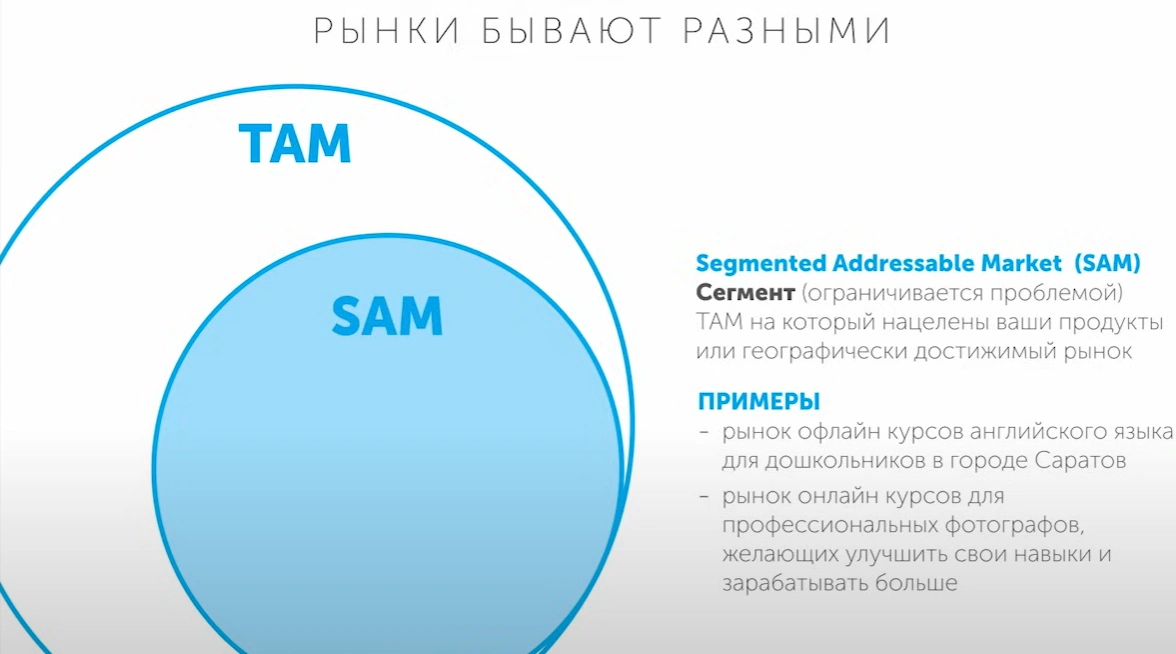 РЫНКИ БЫВАЮТ РАЗНЫМИ
TAM
SAM
Segmented Addressable Market (SAM)
Сегмент (ограничивается проблемой)
TAM на который нацелены ваши продукты
или географически достижимый рынок
ПРИМЕРЫ
- рынок офлайн курсов английского языка
для дошкольников в городе Саратов
- рынок онлайн курсов для
профессиональных фотографов,
желающих улучшить свои навыки и
зарабатывать больше